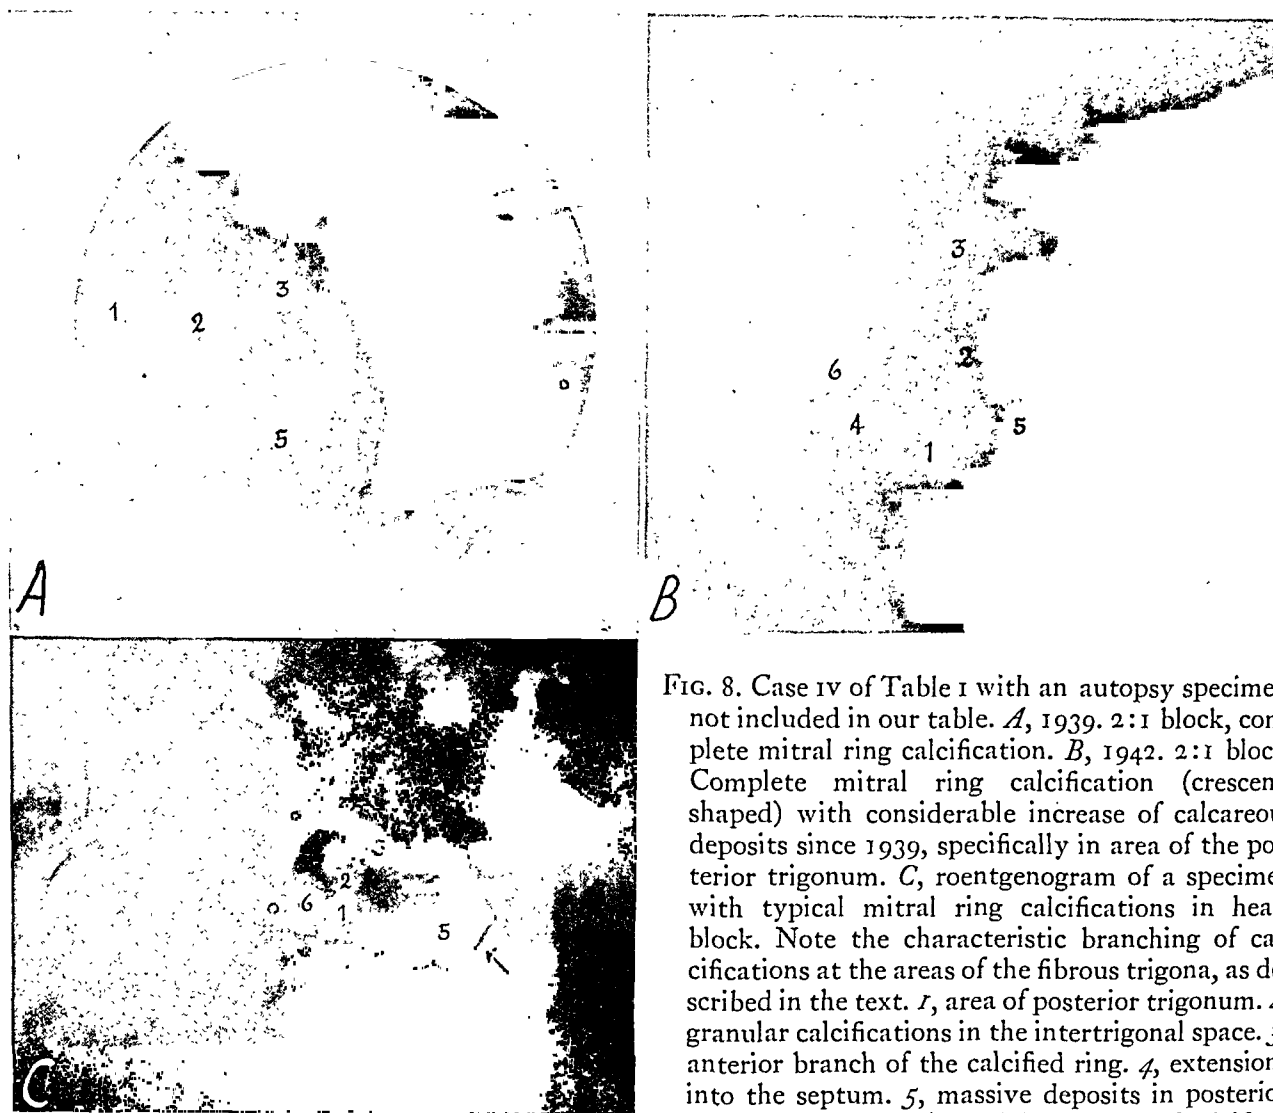 1
2
3
5
A
3
6
2
4
5
1
B
3
2
6
1
5
C
FIG. 8. Case IV of Table I with an autopsy specime
not included in our table. A, 1939. 2:1 block, com
plete mitral ring calcification. B, 1942. 2:1 bloc
Complete mitral ring calcification (crescen
shaped) with considerable increase of calcareou
deposits since 1939, specifically in area of the po
terior trigonum. C, roentgenogram of a specime
with typical mitral ring calcifications in hea
block. Note the characteristic branching of ca
cifications at the areas of the fibrous trigona, as de
scribed in the text. 1, area of posterior trigonum.
granular calcifications in the intertrigonal space. 3
anterior branch of the calcified ring. 4, extension
into the septum. 5, massive deposits in posterio